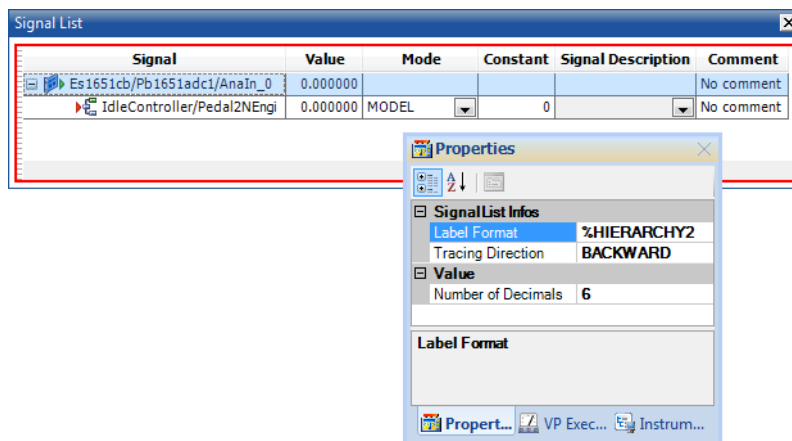 Signal List
Signal Value Mode Constant Signal Description Comment
Es1651cb/Pb1651adc1/AnaIn_0 0.000000 No comment
IdleController/Pedal2NEngi 0.000000 MODEL 0 No comment
Properties
SignalList Infos
Label Format %HIERARCHY2
Tracing Direction BACKWARD
Value
Number of Decimals 6
Label Format
Propert... VP Exec... Instrum...